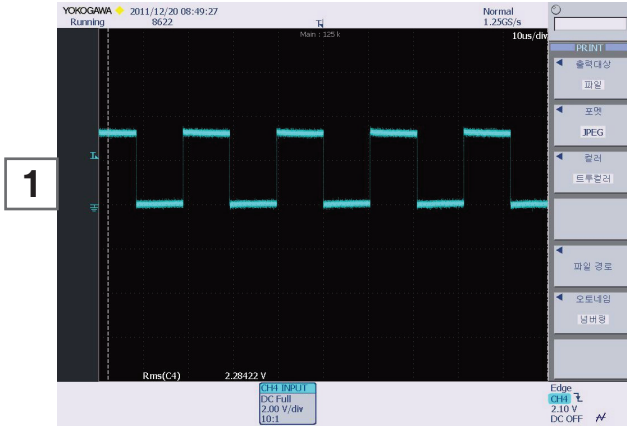 YOKOGAWA 2011/12/20 08:49:27 Normal
Running 8622 1.25GS/s
Main : 125 k 10us/div
1
PRINT
출력대상
파일
포맷
JPEG
컬러
트루컬러
파일 경로
오토네임
넘버링
Rms(C4) 2.28422 V
CH4 INPUT
DC Full
2.00 V/div
10:1
Edge
CH4
2.10 V
DC OFF